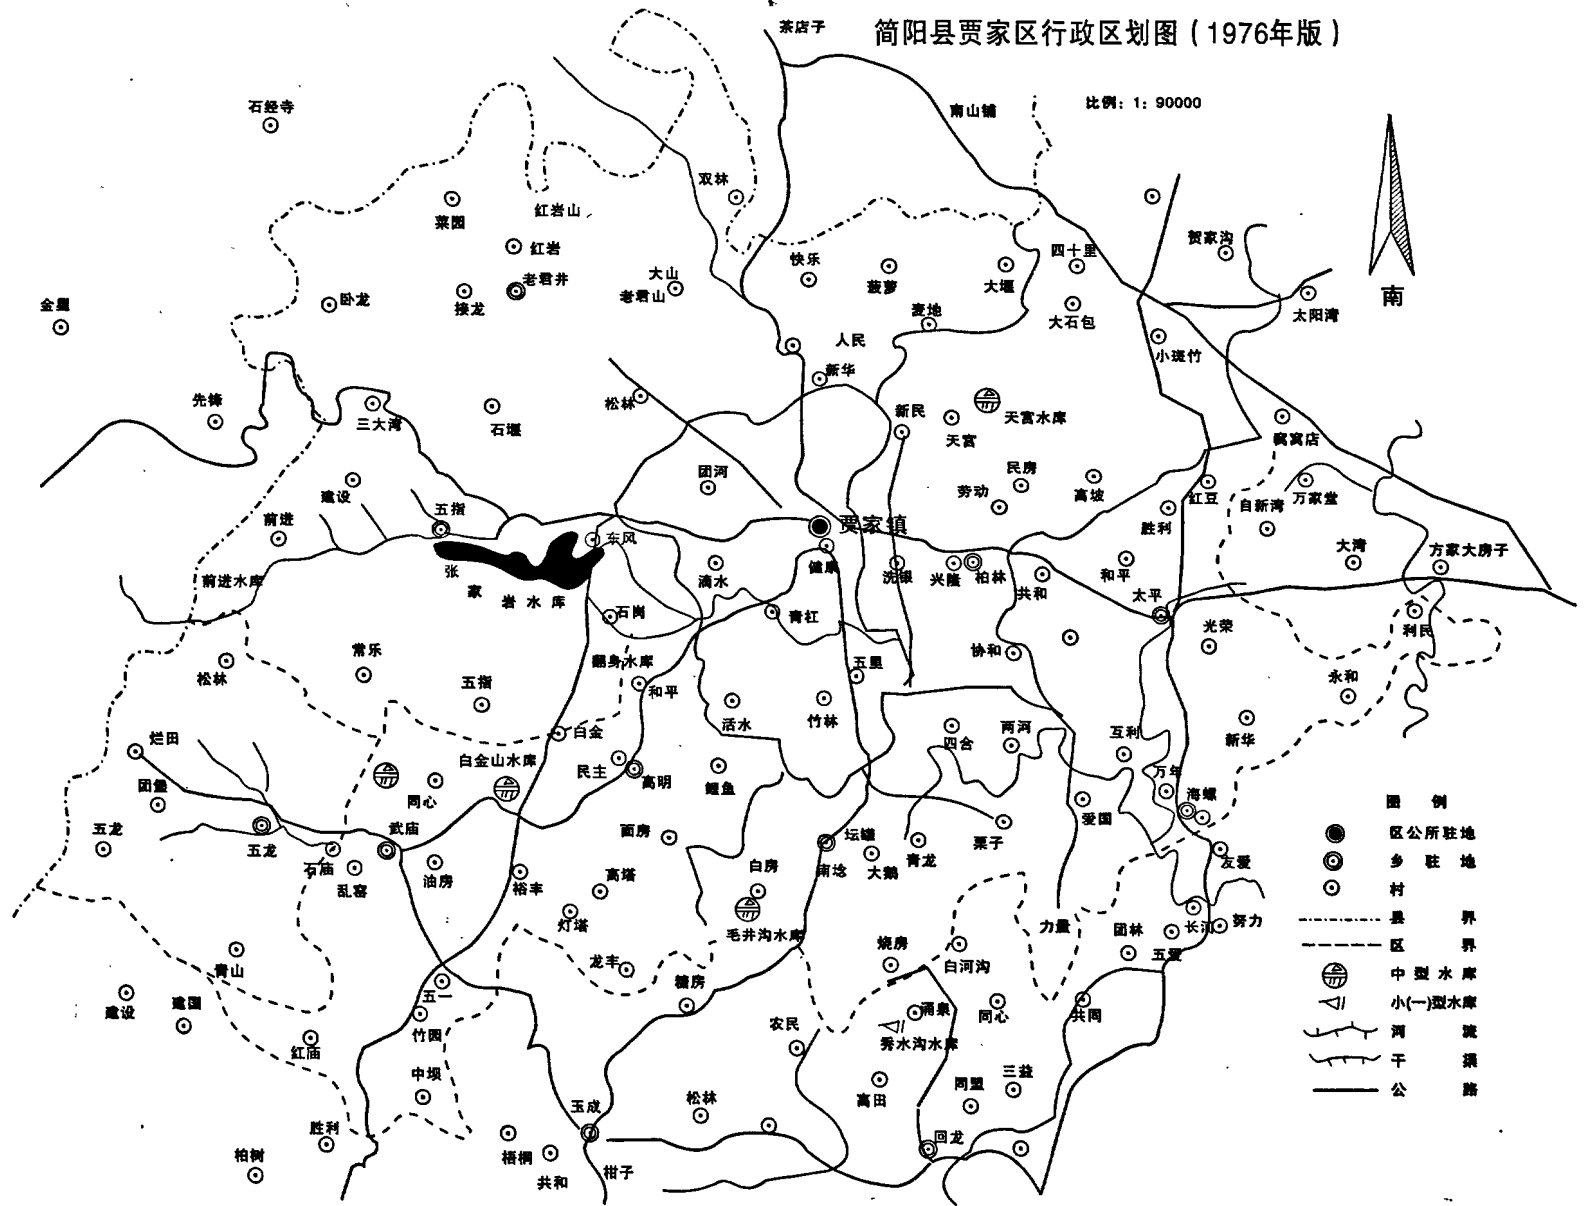 简阳县贾家区行政区划图（1976年版）
比例：1：90000
南
茶店子
南山铺
石经寺
双林
菜园
红岩山
红岩
老君井
接龙
卧龙
金星
大山
老君山
快乐
菠萝
大堰
四十里
贺家沟
麦地
大石包
太阳湾
人民
小斑竹
新华
先锋
三大湾
石堰
松林
新民
天宫
天宫水库
窝窝店
团河
民房
劳动
高坡
红豆
胜利
自新湾
万家堂
建设
五指
前进
贾家镇
东风
大湾
方家大房子
前进水库
张家岩水库
滴水
健康
洗银
兴隆
柏林
共和
和平
太平
石岗
青杠
光荣
利民
常乐
松林
五指
翻身水库
和平
五里
协和
永和
活水
竹林
烂田
白金
四合
两河
互利
新华
白金山水库
民主
高明
鲤鱼
万年
海螺
团堡
同心
爱国
五龙
五龙
武庙
面房
坛罐
南埝
大鹅
青龙
栗子
友爱
石庙
乱窑
油房
裕丰
高塔
白房
灯塔
毛井沟水库
力量
团林
长河
努力
五爱
青山
龙丰
烧房
白河沟
建设
建国
五一
糖房
涌泉
同心
共同
竹园
农民
秀水沟水库
红庙
中坝
高田
同盟
三益
玉成
松林
胜利
柏树
梧桐
共和
柑子
回龙
图例
区公所驻地
乡驻地
村
县界
区界
中型水库
小(一)型水库
河流
干渠
公路